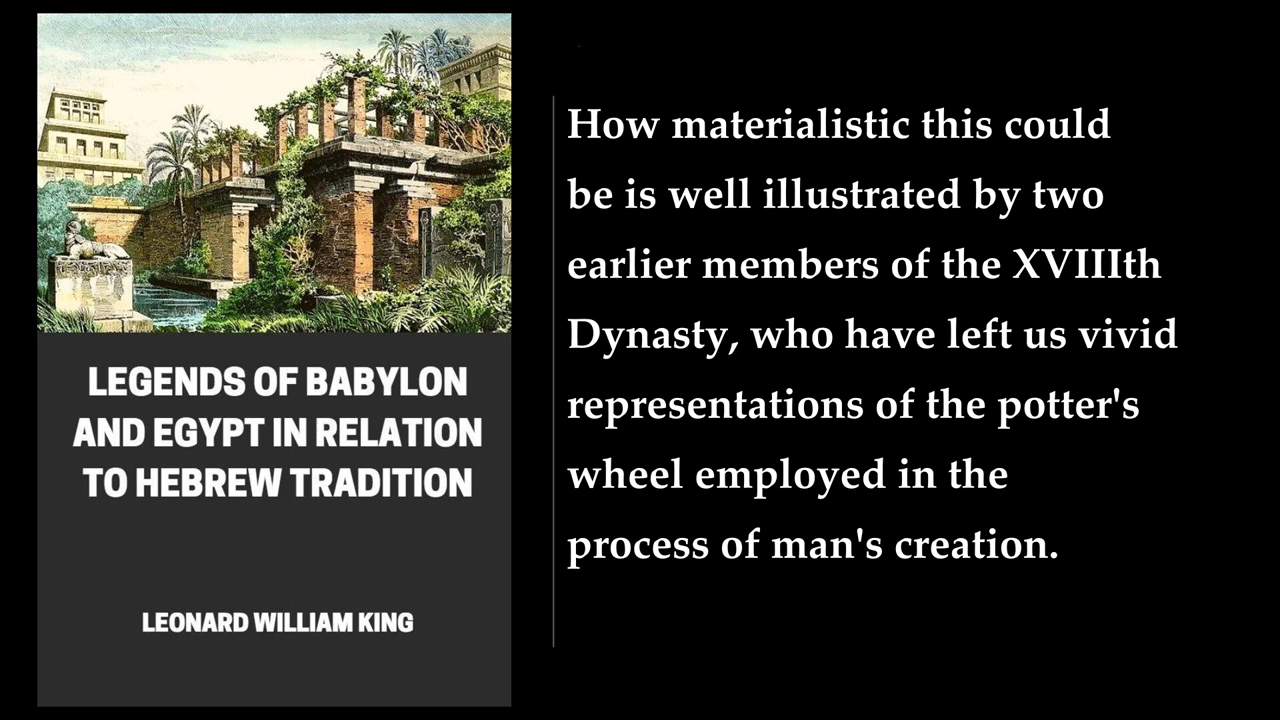 LEGENDS OF BABYLON
AND EGYPT IN RELATION
TO HEBREW TRADITION
LEONARD WILLIAM KING
How materialistic this could
be is well illustrated by two
earlier members of the XVIIIth
Dynasty, who have left us vivid
representations of the potter's
wheel employed in the
process of man's creation.